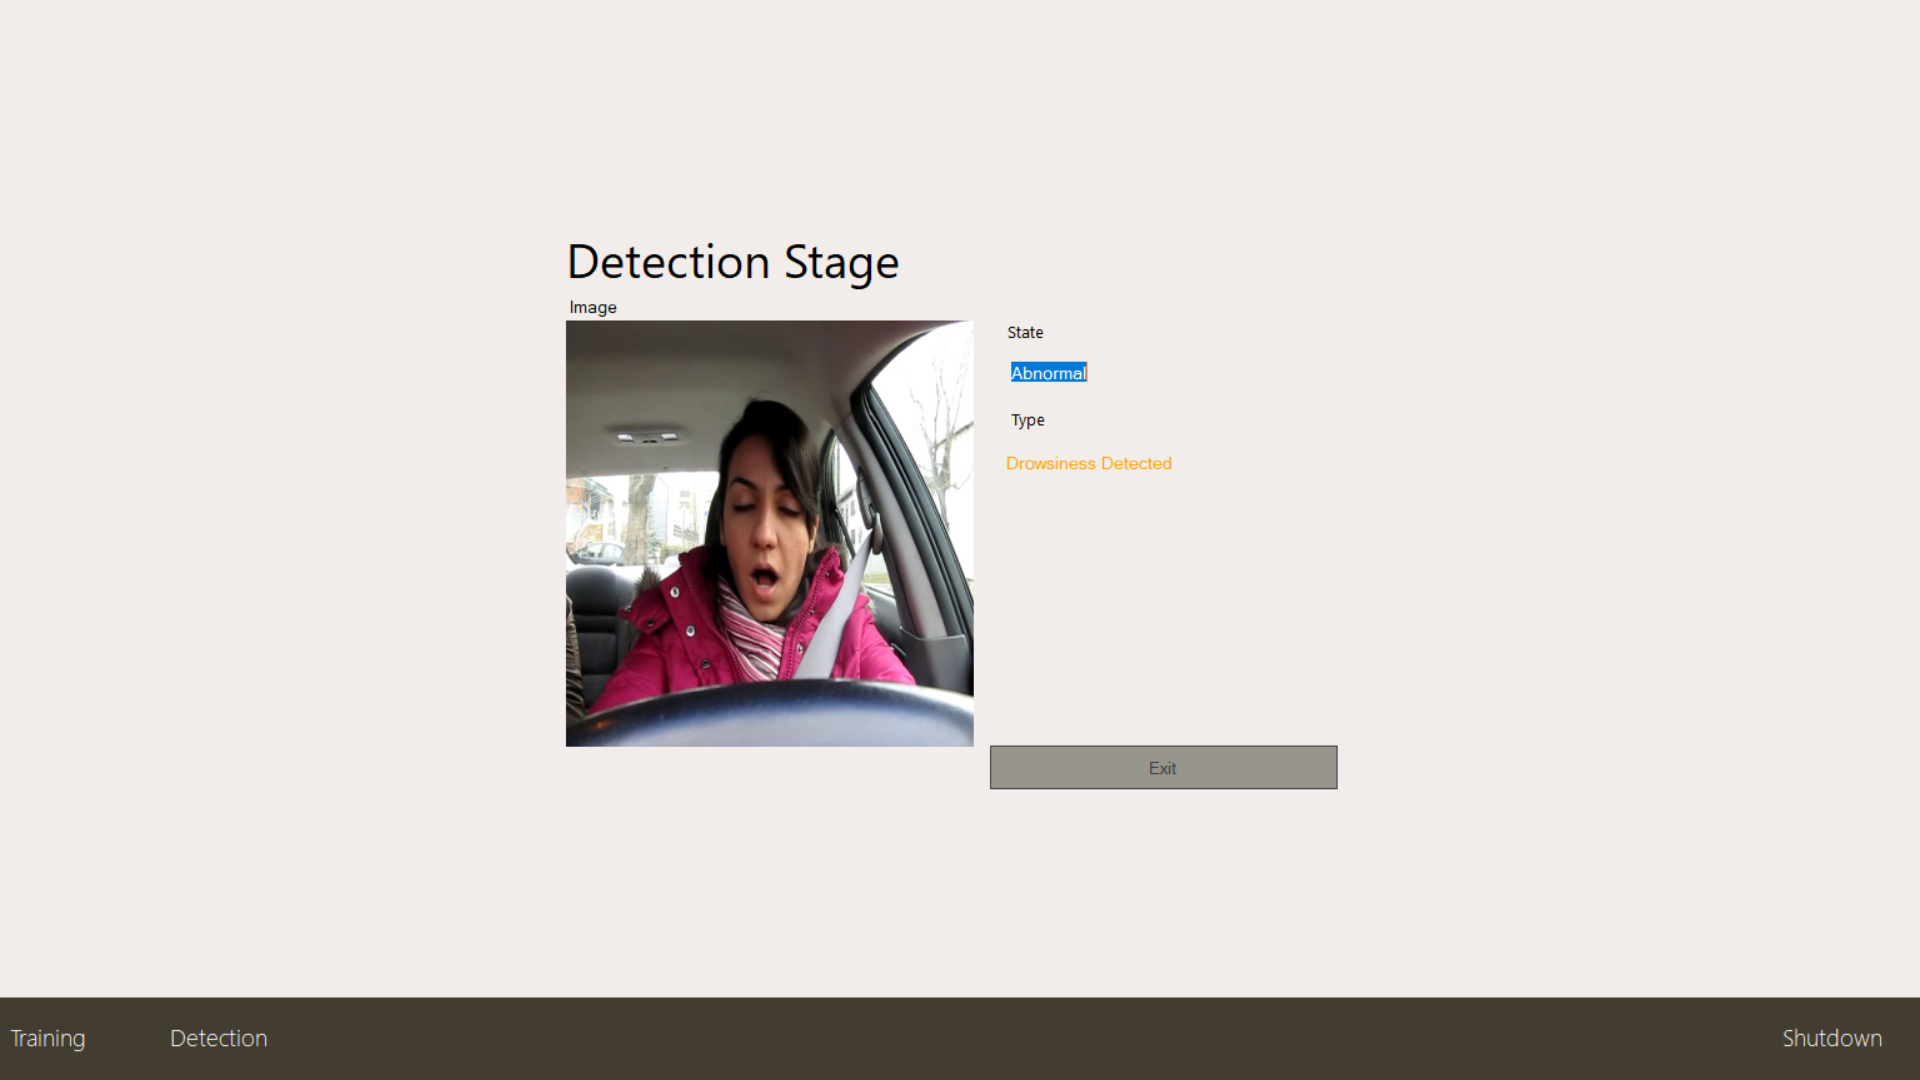 Detection Stage
Image
State
Abnormal
Type
Drowsiness Detected
Exit
Training
Detection
Shutdown